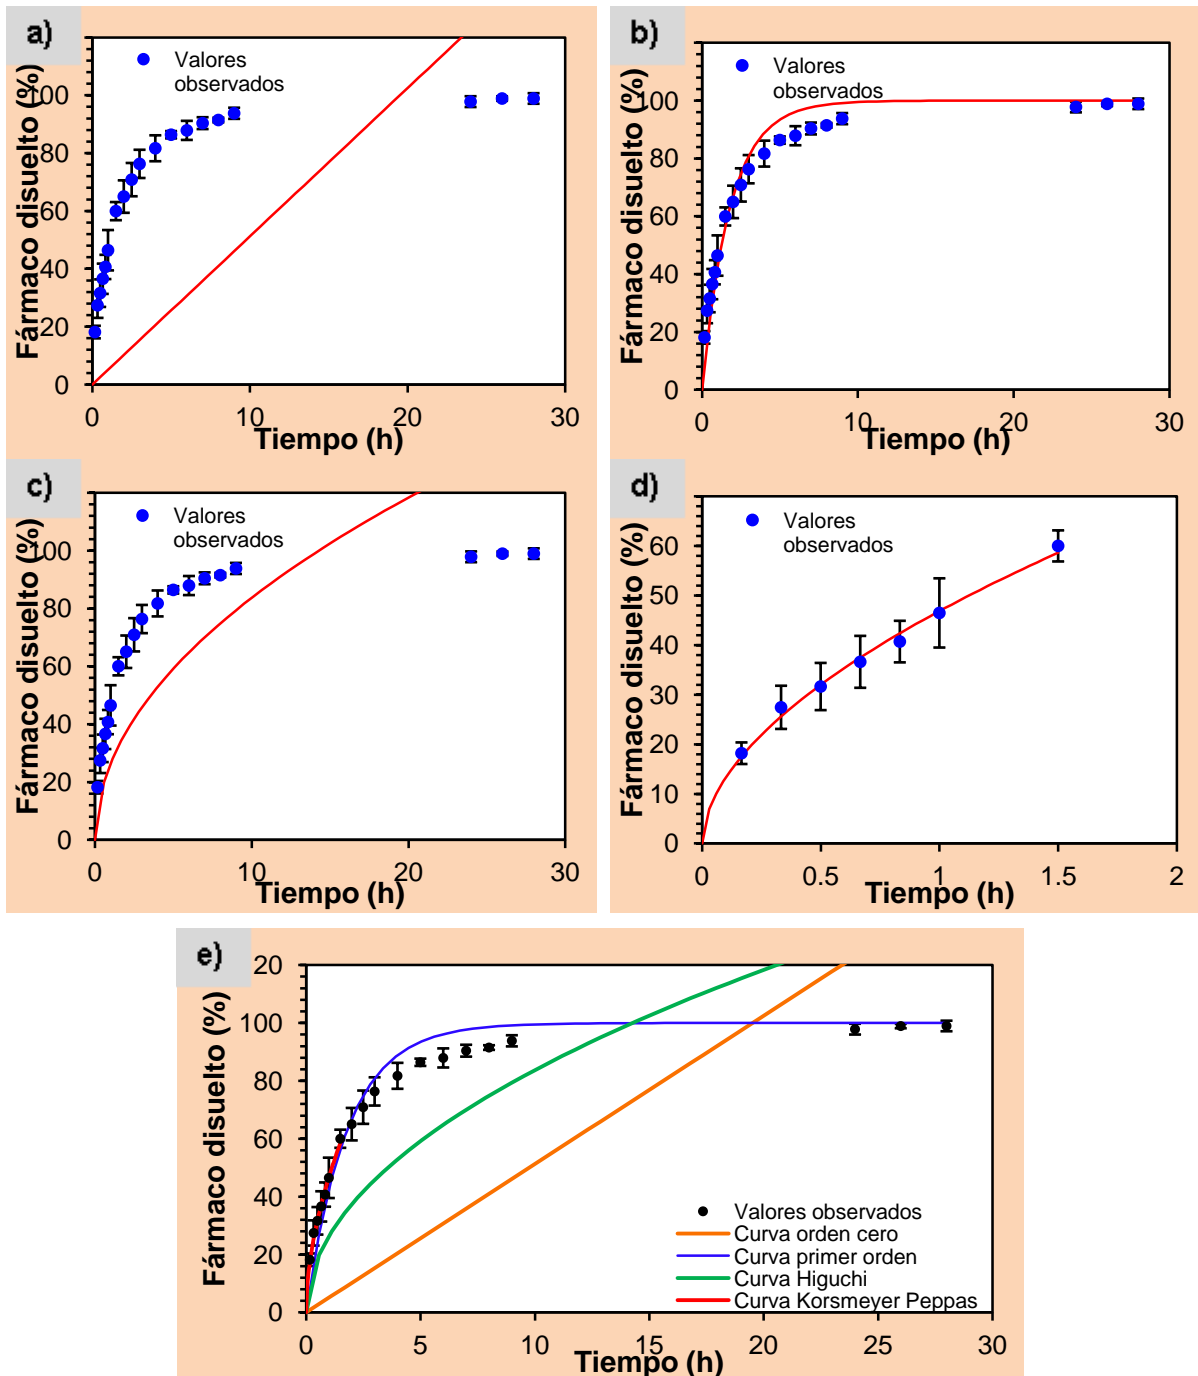 a)
Valores
observados
Fármaco disuelto (%)
100
80
60
40
20
0
0
10
20
30
Tiempo (h)
b)
Valores
observados
Fármaco disuelto (%)
100
80
60
40
20
0
0
10
20
30
Tiempo (h)
c)
Valores
observados
Fármaco disuelto (%)
100
80
60
40
20
0
0
10
20
30
Tiempo (h)
d)
Valores
observados
Fármaco disuelto (%)
60
50
40
30
20
10
0
0
0.5
1
1.5
2
Tiempo (h)
e)
Fármaco disuelto (%)
20
100
80
60
40
20
0
Valores observados
Curva orden cero
Curva primer orden
Curva Higuchi
Curva Korsmeyer Peppas
0
5
10
15
20
25
30
Tiempo (h)